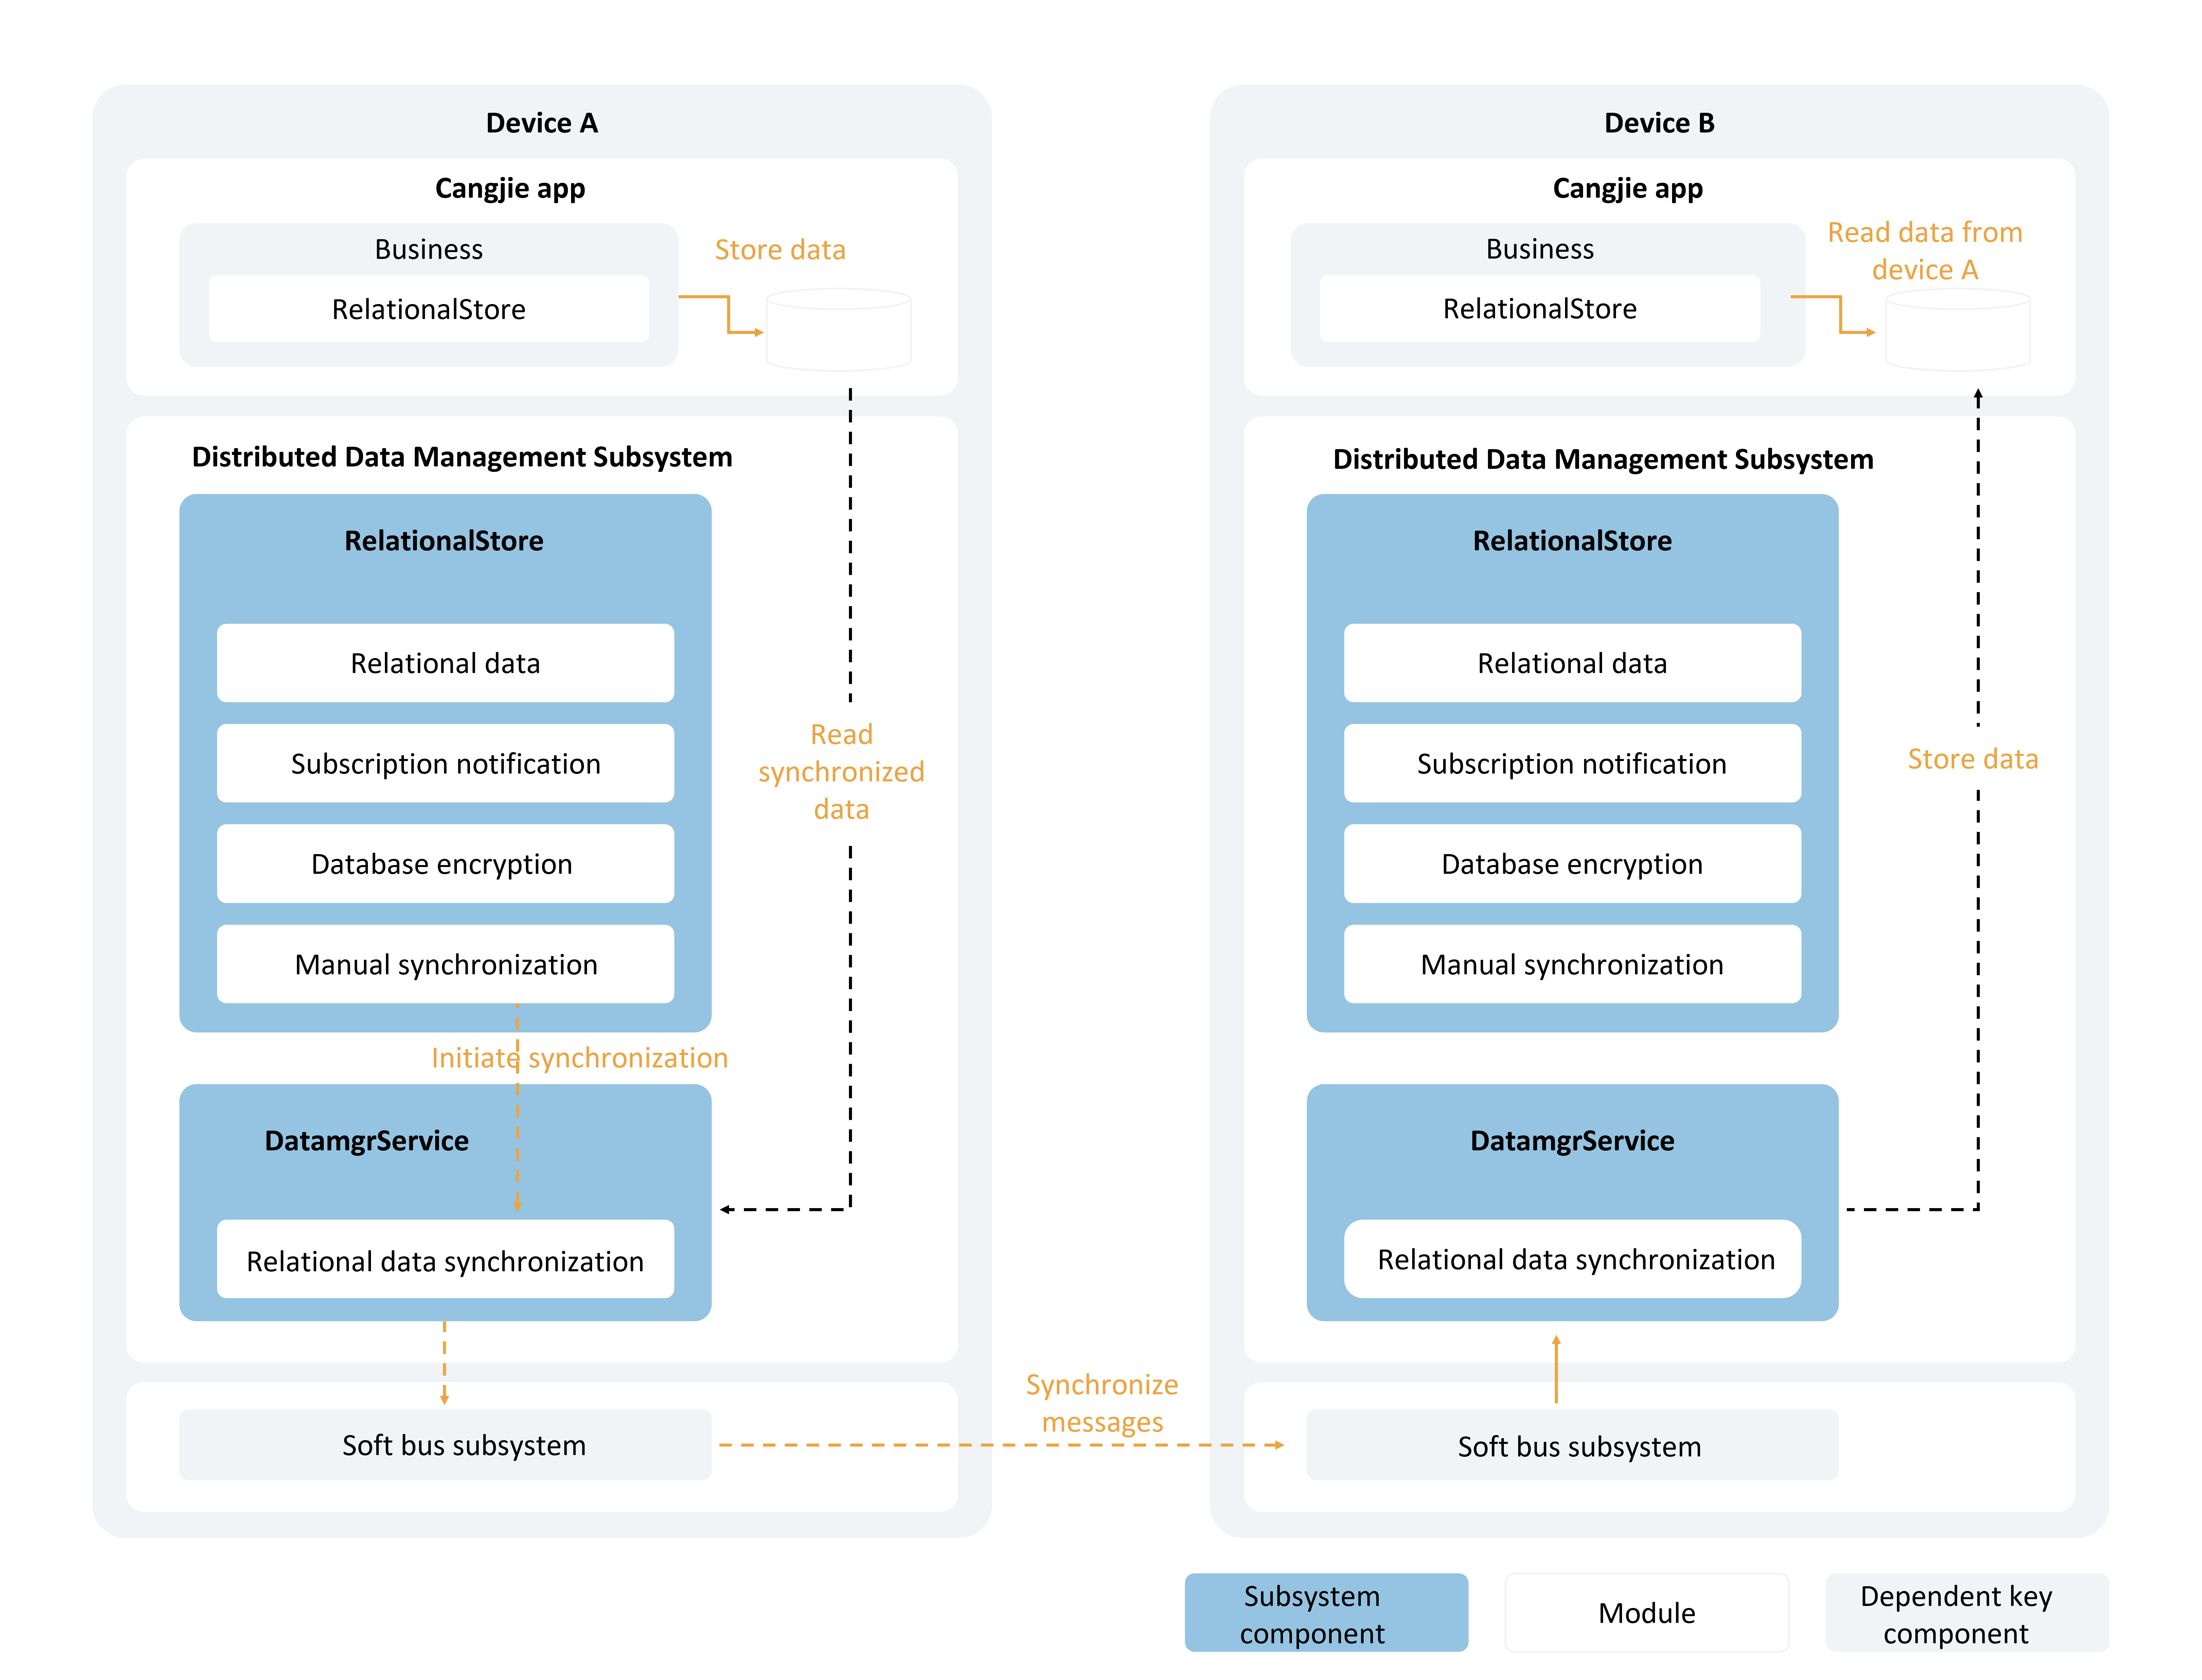 Device A
Cangjie app
Business
RelationalStore
Store data
Distributed Data Management Subsystem
RelationalStore
Relational data
Subscription notification
Database encryption
Manual synchronization
Read
synchronized
data
Initiate synchronization
DatamgrService
Relational data synchronization
Soft bus subsystem
Synchronize
messages
Device B
Cangjie app
Business
RelationalStore
Read data from
device A
Distributed Data Management Subsystem
RelationalStore
Relational data
Subscription notification
Database encryption
Manual synchronization
Store data
DatamgrService
Relational data synchronization
Soft bus subsystem
Subsystem
component
Module
Dependent key
component